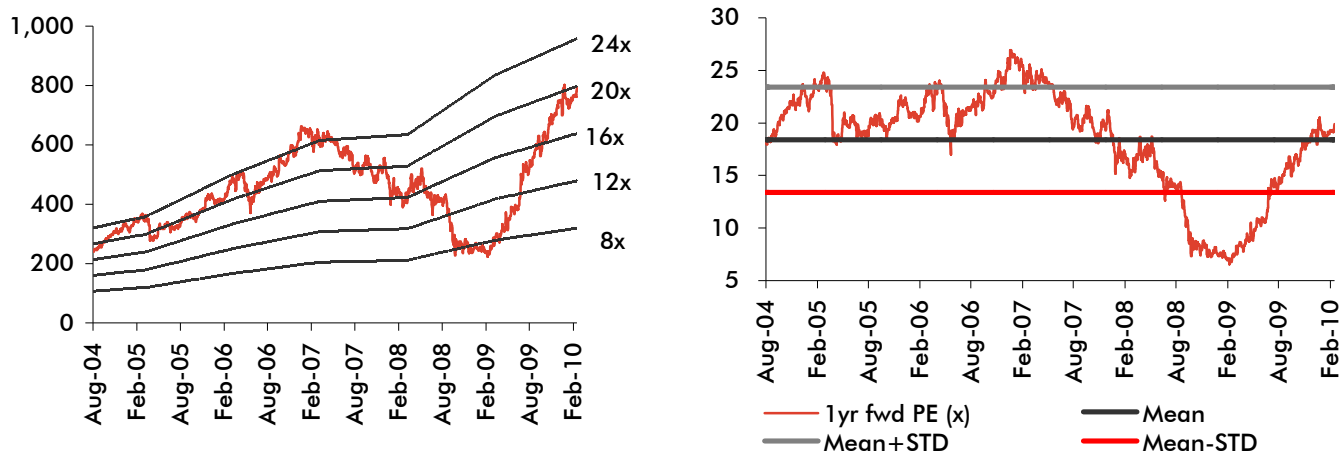 1,000
800
600
400
200
0
24x
20x
16x
12x
8x
Aug-04
Feb-05
Aug-05
Feb-06
Aug-06
Feb-07
Aug-07
Feb-08
Aug-08
Feb-09
Aug-09
Feb-10
30
25
20
15
10
5
Aug-04
Feb-05
Aug-05
Feb-06
Aug-06
Feb-07
Aug-07
Feb-08
Aug-08
Feb-09
Aug-09
Feb-10
1yr fwd PE (x)
Mean
Mean+STD
Mean-STD